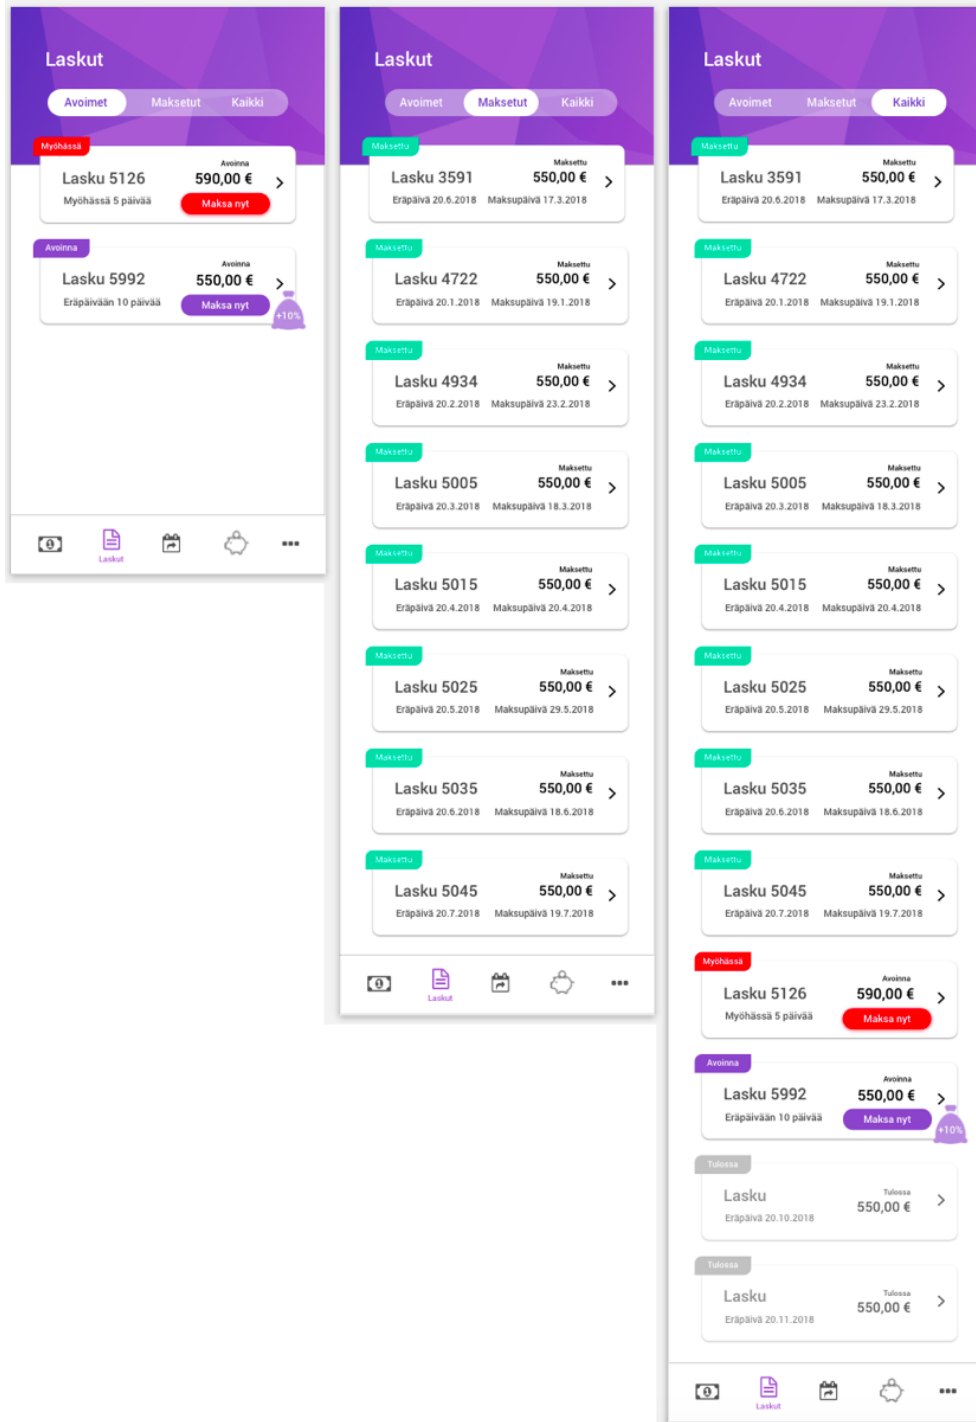 Laskut
Avoimet Maksetut Kaikki
Myöhässä
Avoinna
Lasku 5126 590,00 €
Myöhässä 5 päivää Maksa nyt
Avoinna
Avoinna
Lasku 5992 550,00 €
Eräpäivään 10 päivää Maksa nyt
+10%
Laskut
Laskut
Avoimet Maksetut Kaikki
Maksettu
Maksettu
Lasku 3591 550,00 €
Eräpäivä 20.6.2018 Maksupäivä 17.3.2018
Maksettu
Maksettu
Lasku 4722 550,00 €
Eräpäivä 20.1.2018 Maksupäivä 19.1.2018
Maksettu
Maksettu
Lasku 4934 550,00 €
Eräpäivä 20.2.2018 Maksupäivä 23.2.2018
Maksettu
Maksettu
Lasku 5005 550,00 €
Eräpäivä 20.3.2018 Maksupäivä 18.3.2018
Maksettu
Maksettu
Lasku 5015 550,00 €
Eräpäivä 20.4.2018 Maksupäivä 20.4.2018
Maksettu
Maksettu
Lasku 5025 550,00 €
Eräpäivä 20.5.2018 Maksupäivä 29.5.2018
Maksettu
Maksettu
Lasku 5035 550,00 €
Eräpäivä 20.6.2018 Maksupäivä 18.6.2018
Maksettu
Maksettu
Lasku 5045 550,00 €
Eräpäivä 20.7.2018 Maksupäivä 19.7.2018
Laskut
Laskut
Avoimet Maksetut Kaikki
Maksettu
Maksettu
Lasku 3591 550,00 €
Eräpäivä 20.6.2018 Maksupäivä 17.3.2018
Maksettu
Maksettu
Lasku 4722 550,00 €
Eräpäivä 20.1.2018 Maksupäivä 19.1.2018
Maksettu
Maksettu
Lasku 4934 550,00 €
Eräpäivä 20.2.2018 Maksupäivä 23.2.2018
Maksettu
Maksettu
Lasku 5005 550,00 €
Eräpäivä 20.3.2018 Maksupäivä 18.3.2018
Maksettu
Maksettu
Lasku 5015 550,00 €
Eräpäivä 20.4.2018 Maksupäivä 20.4.2018
Maksettu
Maksettu
Lasku 5025 550,00 €
Eräpäivä 20.5.2018 Maksupäivä 29.5.2018
Maksettu
Maksettu
Lasku 5035 550,00 €
Eräpäivä 20.6.2018 Maksupäivä 18.6.2018
Maksettu
Maksettu
Lasku 5045 550,00 €
Eräpäivä 20.7.2018 Maksupäivä 19.7.2018
Myöhässä
Avoinna
Lasku 5126 590,00 €
Myöhässä 5 päivää Maksa nyt
Avoinna
Avoinna
Lasku 5992 550,00 €
Eräpäivään 10 päivää Maksa nyt
+10%
Tulossa
Tulossa
Lasku 550,00 €
Eräpäivä 20.10.2018
Tulossa
Tulossa
Lasku 550,00 €
Eräpäivä 20.11.2018
Laskut